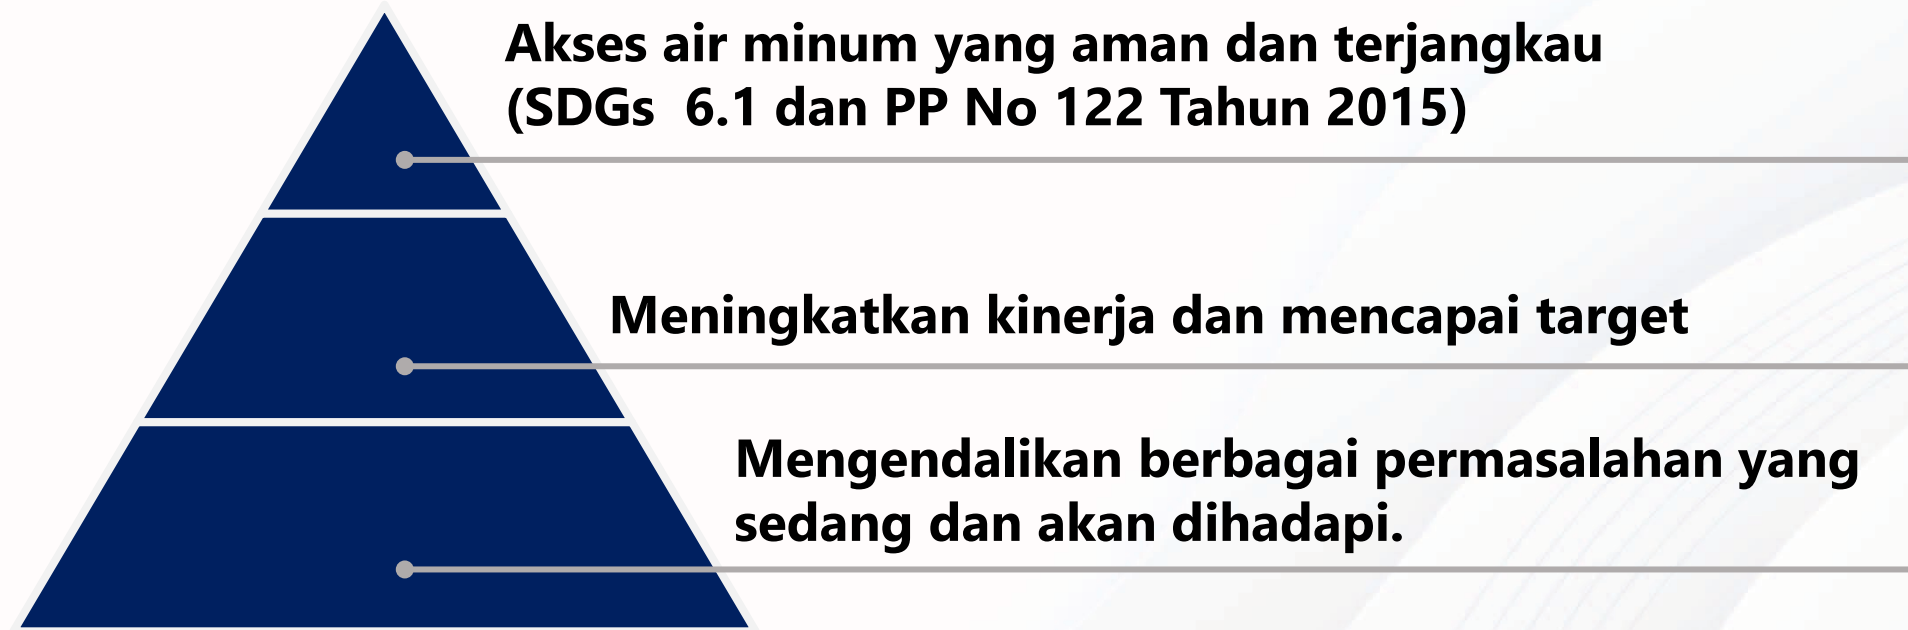 Akses air minum yang aman dan terjangkau
(SDGs  6.1 dan PP No 122 Tahun 2015)
Meningkatkan kinerja dan mencapai target
Mengendalikan berbagai permasalahan yang
sedang dan akan dihadapi.